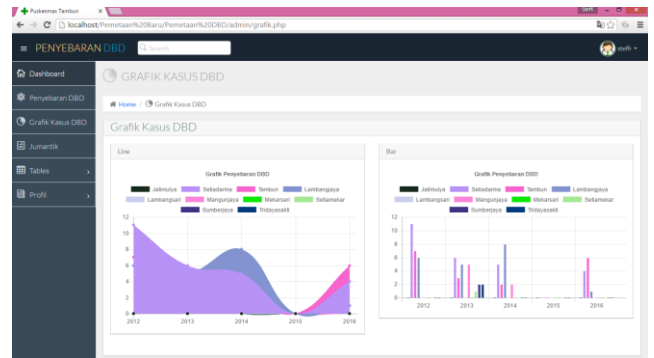 Puskesmas Tambun
Steffi
localhost/Pemetaan%20Baru/Pemetaan%20DBD/admin/grafik.php
PENYEBARAN DBD
Search
steffi
Dashboard
Penyebaran DBD
Grafik Kasus DBD
Jumantik
Tables
Profil
GRAFIK KASUS DBD
Home / Grafik Kasus DBD
Grafik Kasus DBD
Line
Grafik Penyebaran DBD
Jatimulya Setiadarma Tambun Lambangjaya
Lambangsari Mangunjaya Mekarsari Setiamekar
Sumberjaya Tridayasakti
12
10
8
6
4
2
0
2012 2013 2014 2015 2016
Bar
Grafik Penyebaran DBD
Jatimulya Setiadarma Tambun Lambangjaya
Lambangsari Mangunjaya Mekarsari Setiamekar
Sumberjaya Tridayasakti
12
10
8
6
4
2
0
2012 2013 2014 2015 2016